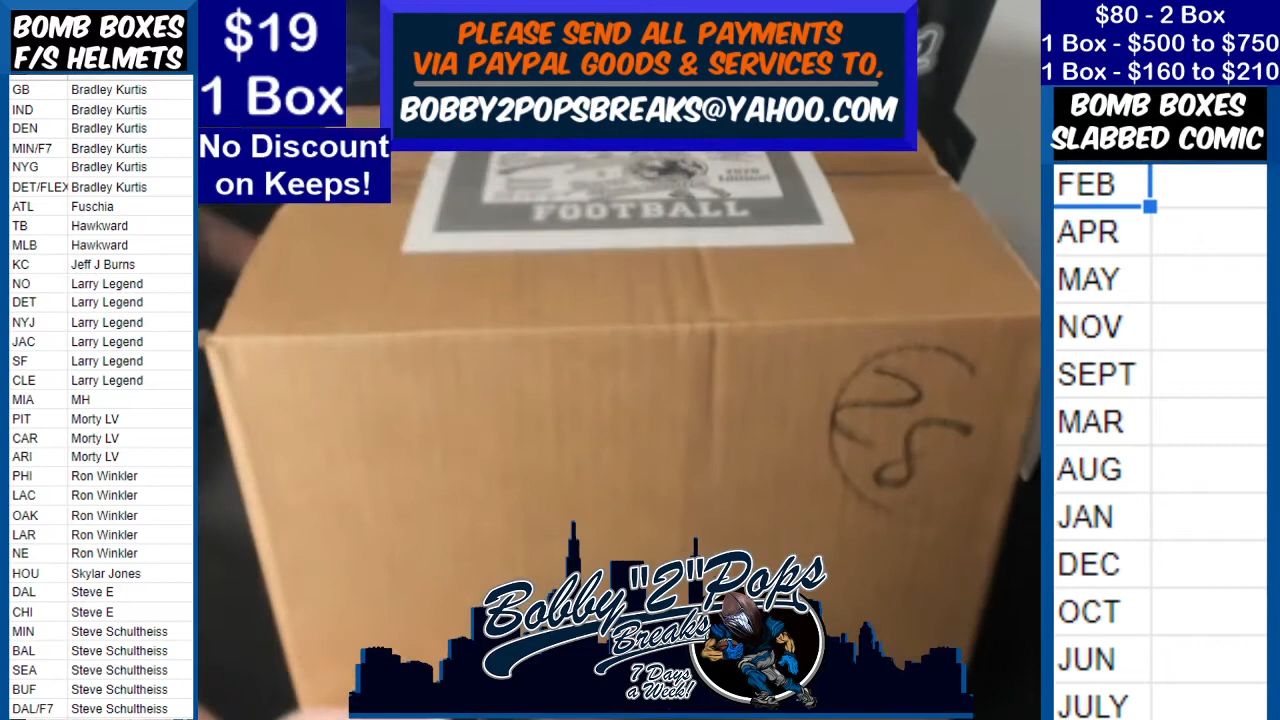 BOMB BOXES
F/S HELMETS
GB Bradley Kurtis
IND Bradley Kurtis
DEN Bradley Kurtis
MIN/F7 Bradley Kurtis
NYG Bradley Kurtis
DET/FLEX Bradley Kurtis
ATL Fuschia
TB Hawkward
MLB Hawkward
KC Jeff J Burns
NO Larry Legend
DET Larry Legend
NYJ Larry Legend
JAC Larry Legend
SF Larry Legend
CLE Larry Legend
MIA MH
PIT Morty LV
CAR Morty LV
ARI Morty LV
PHI Ron Winkler
LAC Ron Winkler
OAK Ron Winkler
LAR Ron Winkler
NE Ron Winkler
HOU Skylar Jones
DAL Steve E
CHI Steve E
MIN Steve Schultheiss
BAL Steve Schultheiss
SEA Steve Schultheiss
BUF Steve Schultheiss
DAL/F7 Steve Schultheiss
$19
1 Box
No Discount
on Keeps!
PLEASE SEND ALL PAYMENTS
VIA PAYPAL GOODS & SERVICES TO,
BOBBY2POPSBREAKS@YAHOO.COM
2020
Edition
FOOTBALL
25
Bobby "2" Pops
Breaks
7 Days
a Week!
$80 - 2 Box
1 Box - $500 to $750
1 Box - $160 to $210
BOMB BOXES
SLABBED COMIC
FEB
APR
MAY
NOV
SEPT
MAR
AUG
JAN
DEC
OCT
JUN
JULY